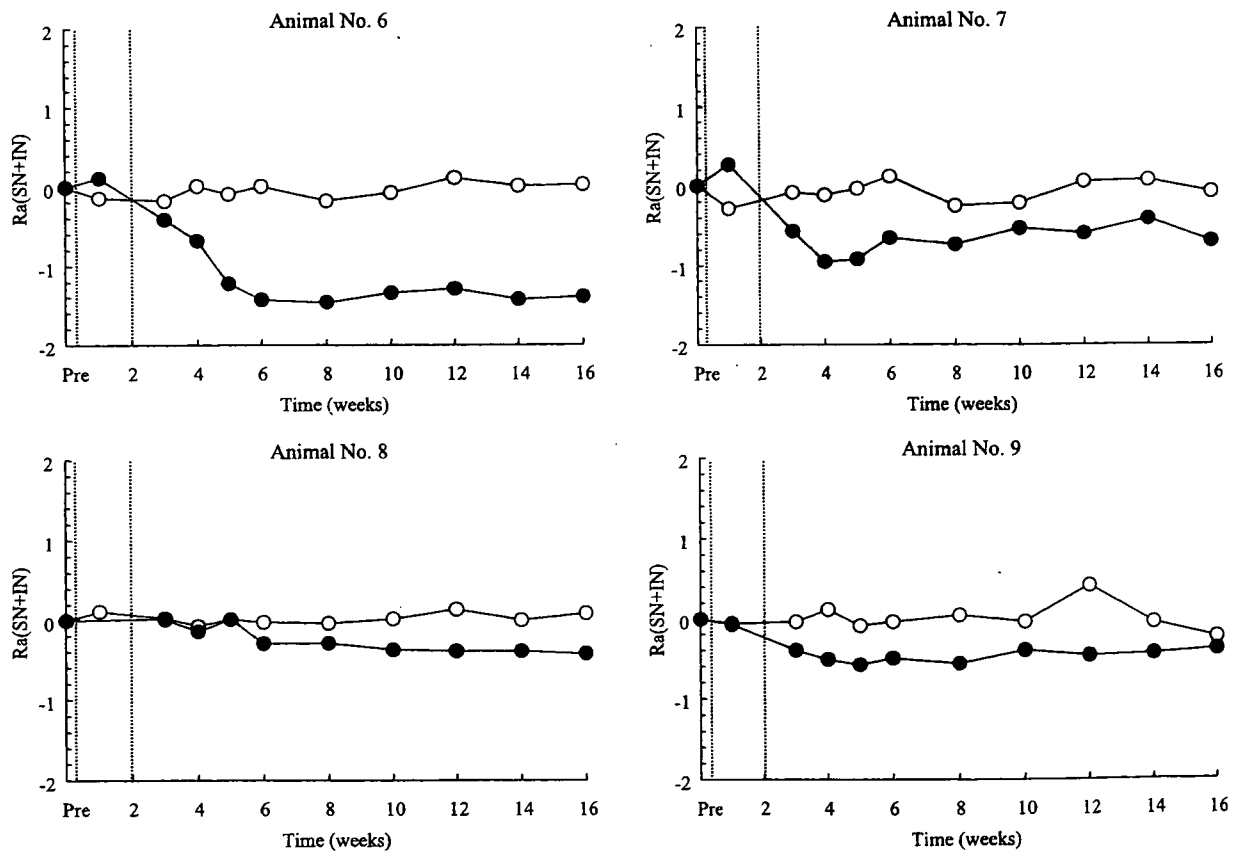 Animal No. 6
2
1
0
-1
-2
Ra(SN+IN)
Pre 2 4 6 8 10 12 14 16
Time (weeks)
Animal No. 7
2
1
0
-1
-2
Ra(SN+IN)
Pre 2 4 6 8 10 12 14 16
Time (weeks)
Animal No. 8
2
1
0
-1
-2
Ra(SN+IN)
Pre 2 4 6 8 10 12 14 16
Time (weeks)
Animal No. 9
2
1
0
-1
-2
Ra(SN+IN)
Pre 2 4 6 8 10 12 14 16
Time (weeks)